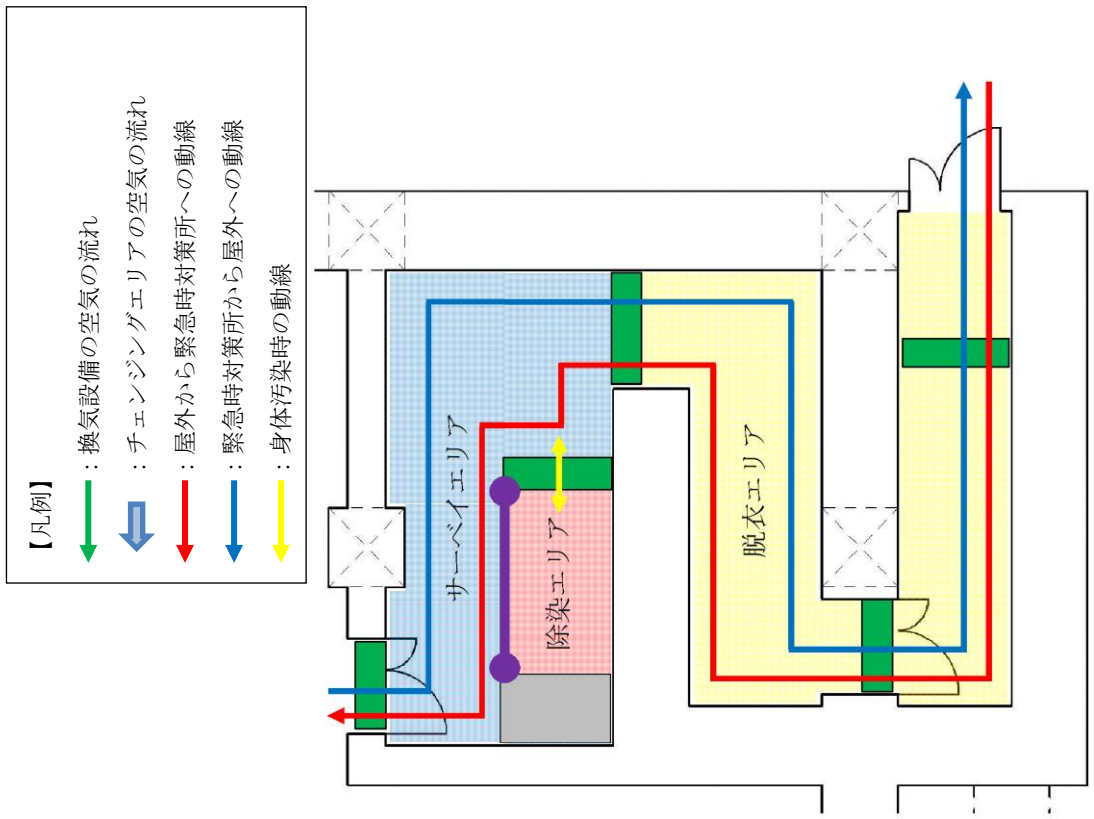 【凡例】
：換気設備の空気の流れ
：チェンジングエリアの空気の流れ
：屋外から緊急時対策所への動線
：緊急時対策所から屋外への動線
：身体汚染時の動線
サーベイエリア
除染エリア
脱衣エリア